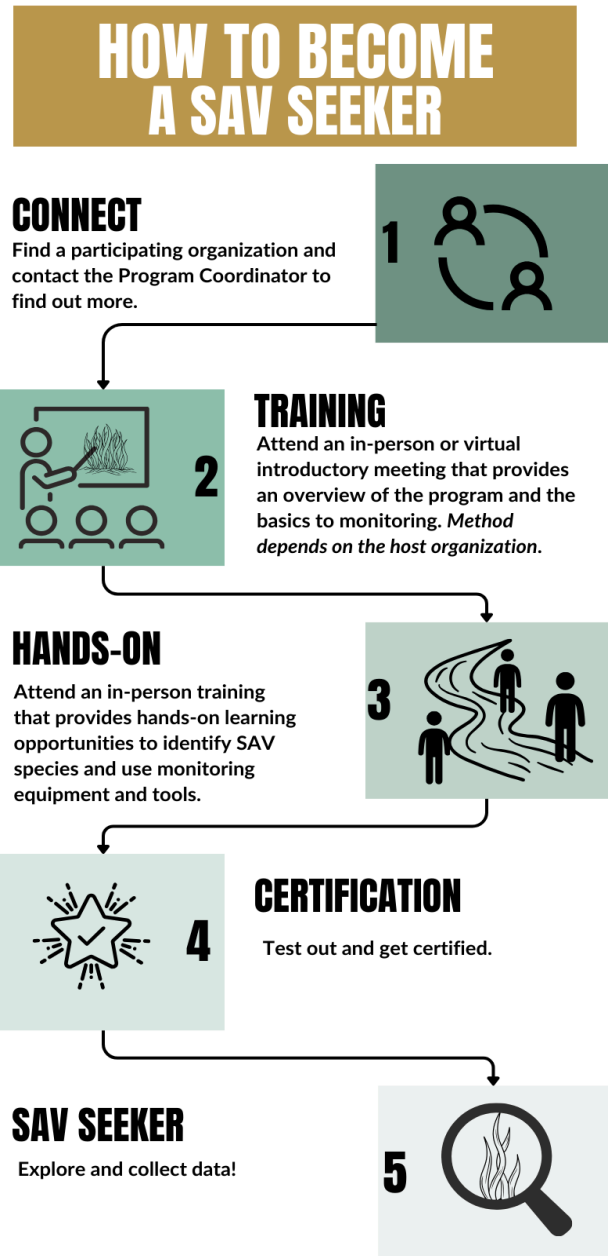 HOW TO BECOME
A SAV SEEKER
CONNECT
Find a participating organization and
contact the Program Coordinator to
find out more.
1
2
TRAINING
Attend an in-person or virtual
introductory meeting that provides
an overview of the program and the
basics to monitoring. Method
depends on the host organization.
HANDS-ON
Attend an in-person training
that provides hands-on learning
opportunities to identify SAV
species and use monitoring
equipment and tools.
3
4
CERTIFICATION
Test out and get certified.
SAV SEEKER
Explore and collect data!
5